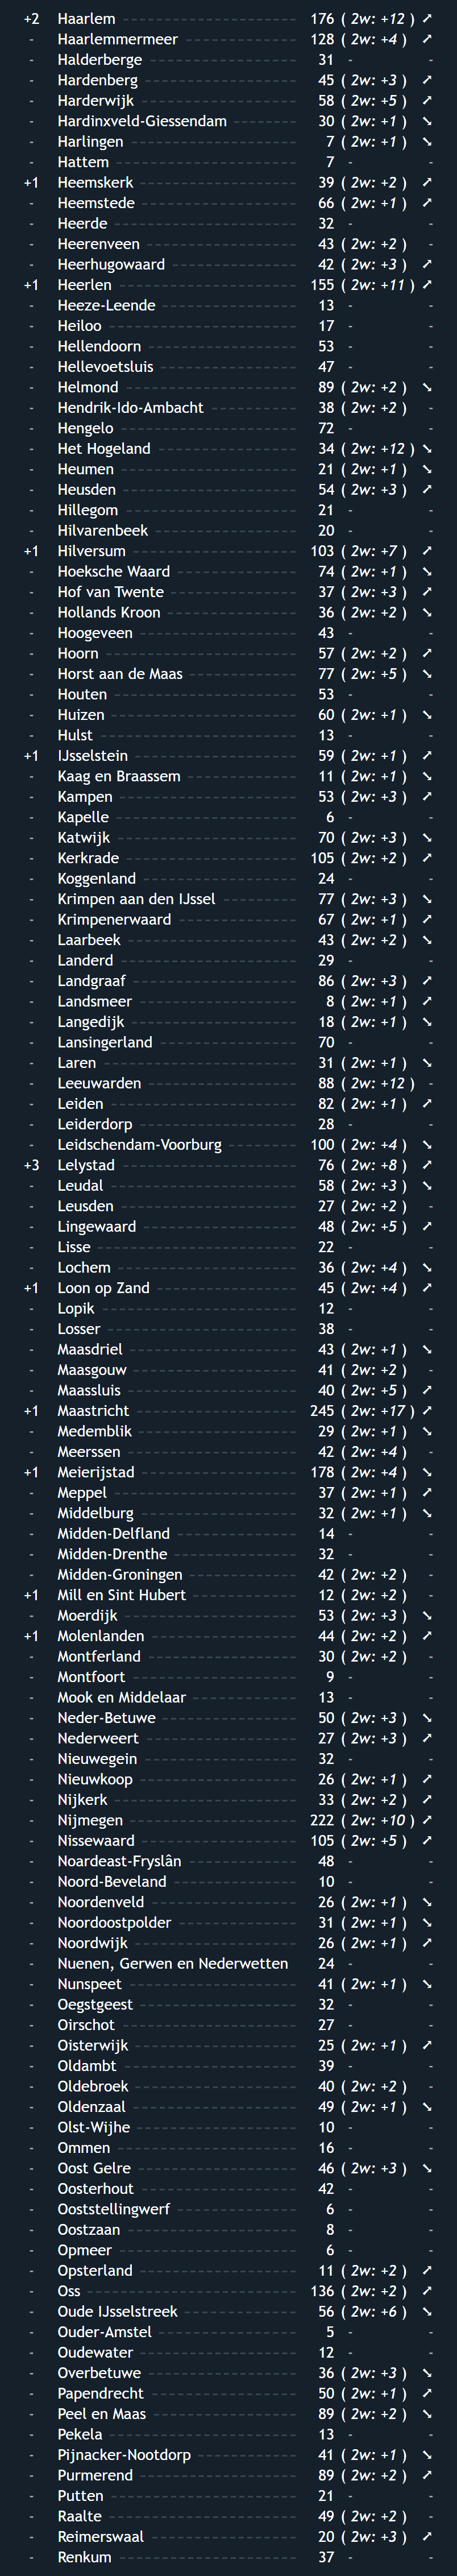 +2 Haarlem 176 ( 2w: +12 ) ➚
- Haarlemmermeer 128 ( 2w: +4 ) ➚
- Halderberge 31 - -
- Hardenberg 45 ( 2w: +3 ) ➚
- Harderwijk 58 ( 2w: +5 ) ➚
- Hardinxveld-Giessendam 30 ( 2w: +1 ) ➘
- Harlingen 7 ( 2w: +1 ) ➘
- Hattem 7 - -
+1 Heemskerk 39 ( 2w: +2 ) ➚
- Heemstede 66 ( 2w: +1 ) ➚
- Heerde 32 - -
- Heerenveen 43 ( 2w: +2 ) -
- Heerhugowaard 42 ( 2w: +3 ) ➚
+1 Heerlen 155 ( 2w: +11 ) ➚
- Heeze-Leende 13 - -
- Heiloo 17 - -
- Hellendoorn 53 - -
- Hellevoetsluis 47 - -
- Helmond 89 ( 2w: +2 ) ➘
- Hendrik-Ido-Ambacht 38 ( 2w: +2 ) -
- Hengelo 72 - -
- Het Hogeland 34 ( 2w: +12 ) ➘
- Heumen 21 ( 2w: +1 ) ➘
- Heusden 54 ( 2w: +3 ) ➚
- Hillegom 21 - -
- Hilvarenbeek 20 - -
+1 Hilversum 103 ( 2w: +7 ) ➚
- Hoeksche Waard 74 ( 2w: +1 ) ➘
- Hof van Twente 37 ( 2w: +3 ) ➚
- Hollands Kroon 36 ( 2w: +2 ) ➘
- Hoogeveen 43 - -
- Hoorn 57 ( 2w: +2 ) ➚
- Horst aan de Maas 77 ( 2w: +5 ) ➘
- Houten 53 - -
- Huizen 60 ( 2w: +1 ) ➘
- Hulst 13 - -
+1 IJsselstein 59 ( 2w: +1 ) ➚
- Kaag en Braassem 11 ( 2w: +1 ) ➘
- Kampen 53 ( 2w: +3 ) ➚
- Kapelle 6 - -
- Katwijk 70 ( 2w: +3 ) ➘
- Kerkrade 105 ( 2w: +2 ) ➚
- Koggenland 24 - -
- Krimpen aan den IJssel 77 ( 2w: +3 ) ➘
- Krimpenerwaard 67 ( 2w: +1 ) ➚
- Laarbeek 43 ( 2w: +2 ) ➘
- Landerd 29 - -
- Landgraaf 86 ( 2w: +3 ) ➚
- Landsmeer 8 ( 2w: +1 ) ➚
- Langedijk 18 ( 2w: +1 ) ➘
- Lansingerland 70 - -
- Laren 31 ( 2w: +1 ) ➘
- Leeuwarden 88 ( 2w: +12 ) -
- Leiden 82 ( 2w: +1 ) ➚
- Leiderdorp 28 - -
- Leidschendam-Voorburg 100 ( 2w: +4 ) ➘
+3 Lelystad 76 ( 2w: +8 ) ➚
- Leudal 58 ( 2w: +3 ) ➘
- Leusden 27 ( 2w: +2 ) -
- Lingewaard 48 ( 2w: +5 ) ➚
- Lisse 22 - -
- Lochem 36 ( 2w: +4 ) ➘
+1 Loon op Zand 45 ( 2w: +4 ) ➚
- Lopik 12 - -
- Losser 38 - -
- Maasdriel 43 ( 2w: +1 ) ➘
- Maasgouw 41 ( 2w: +2 ) -
- Maassluis 40 ( 2w: +5 ) ➚
+1 Maastricht 245 ( 2w: +17 ) ➚
- Medemblik 29 ( 2w: +1 ) ➘
- Meerssen 42 ( 2w: +4 ) -
+1 Meierijstad 178 ( 2w: +4 ) ➘
- Meppel 37 ( 2w: +1 ) ➚
- Middelburg 32 ( 2w: +1 ) ➘
- Midden-Delfland 14 - -
- Midden-Drenthe 32 - -
- Midden-Groningen 42 ( 2w: +2 ) -
+1 Mill en Sint Hubert 12 ( 2w: +2 ) -
- Moerdijk 53 ( 2w: +3 ) ➘
+1 Molenlanden 44 ( 2w: +2 ) ➚
- Montferland 30 ( 2w: +2 ) -
- Montfoort 9 - -
- Mook en Middelaar 13 - -
- Neder-Betuwe 50 ( 2w: +3 ) ➘
- Nederweert 27 ( 2w: +3 ) ➚
- Nieuwegein 32 - -
- Nieuwkoop 26 ( 2w: +1 ) ➚
- Nijkerk 33 ( 2w: +2 ) ➚
- Nijmegen 222 ( 2w: +10 ) ➚
- Nissewaard 105 ( 2w: +5 ) ➚
- Noardeast-Fryslân 48 - -
- Noord-Beveland 10 - -
- Noordenveld 26 ( 2w: +1 ) ➘
- Noordoostpolder 31 ( 2w: +1 ) ➘
- Noordwijk 26 ( 2w: +1 ) ➚
- Nuenen, Gerwen en Nederwetten 24 - -
- Nunspeet 41 ( 2w: +1 ) ➘
- Oegstgeest 32 - -
- Oirschot 27 - -
- Oisterwijk 25 ( 2w: +1 ) ➚
- Oldambt 39 - -
- Oldebroek 40 ( 2w: +2 ) -
- Oldenzaal 49 ( 2w: +1 ) ➘
- Olst-Wijhe 10 - -
- Ommen 16 - -
- Oost Gelre 46 ( 2w: +3 ) ➘
- Oosterhout 42 - -
- Ooststellingwerf 6 - -
- Oostzaan 8 - -
- Opmeer 6 - -
- Opsterland 11 ( 2w: +2 ) ➚
- Oss 136 ( 2w: +2 ) ➚
- Oude IJsselstreek 56 ( 2w: +6 ) ➘
- Ouder-Amstel 5 - -
- Oudewater 12 - -
- Overbetuwe 36 ( 2w: +3 ) ➘
- Papendrecht 50 ( 2w: +1 ) ➚
- Peel en Maas 89 ( 2w: +2 ) ➘
- Pekela 13 - -
- Pijnacker-Nootdorp 41 ( 2w: +1 ) ➘
- Purmerend 89 ( 2w: +2 ) ➚
- Putten 21 - -
- Raalte 49 ( 2w: +2 ) -
- Reimerswaal 20 ( 2w: +3 ) ➚
- Renkum 37 - -